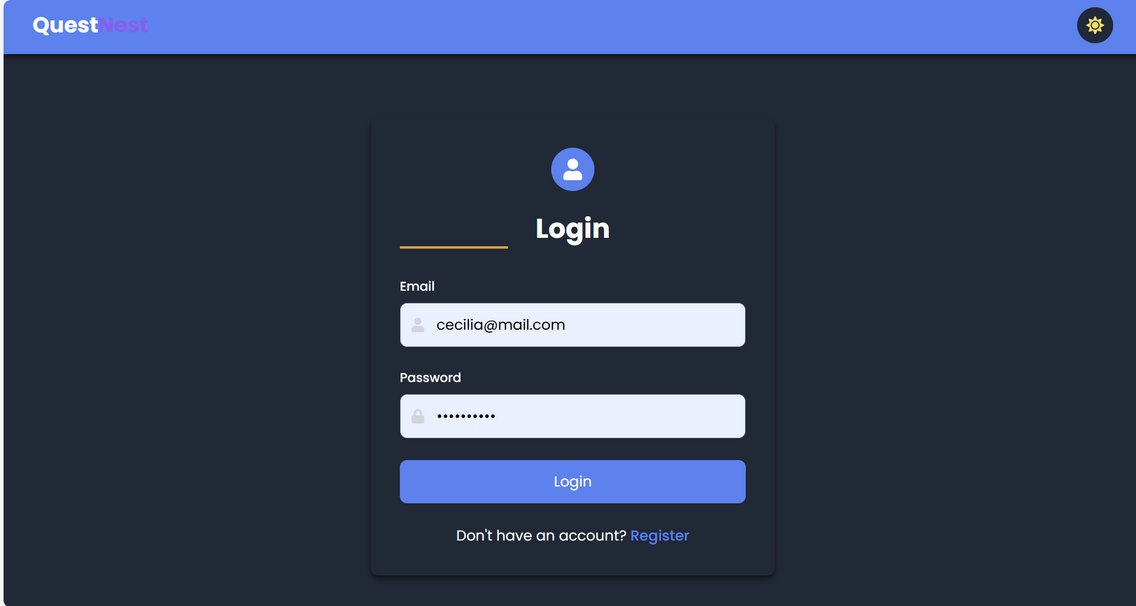 QuestNest
Login
Email
cecilia@mail.com
Password
••••••••••
Login
Don't have an account? Register